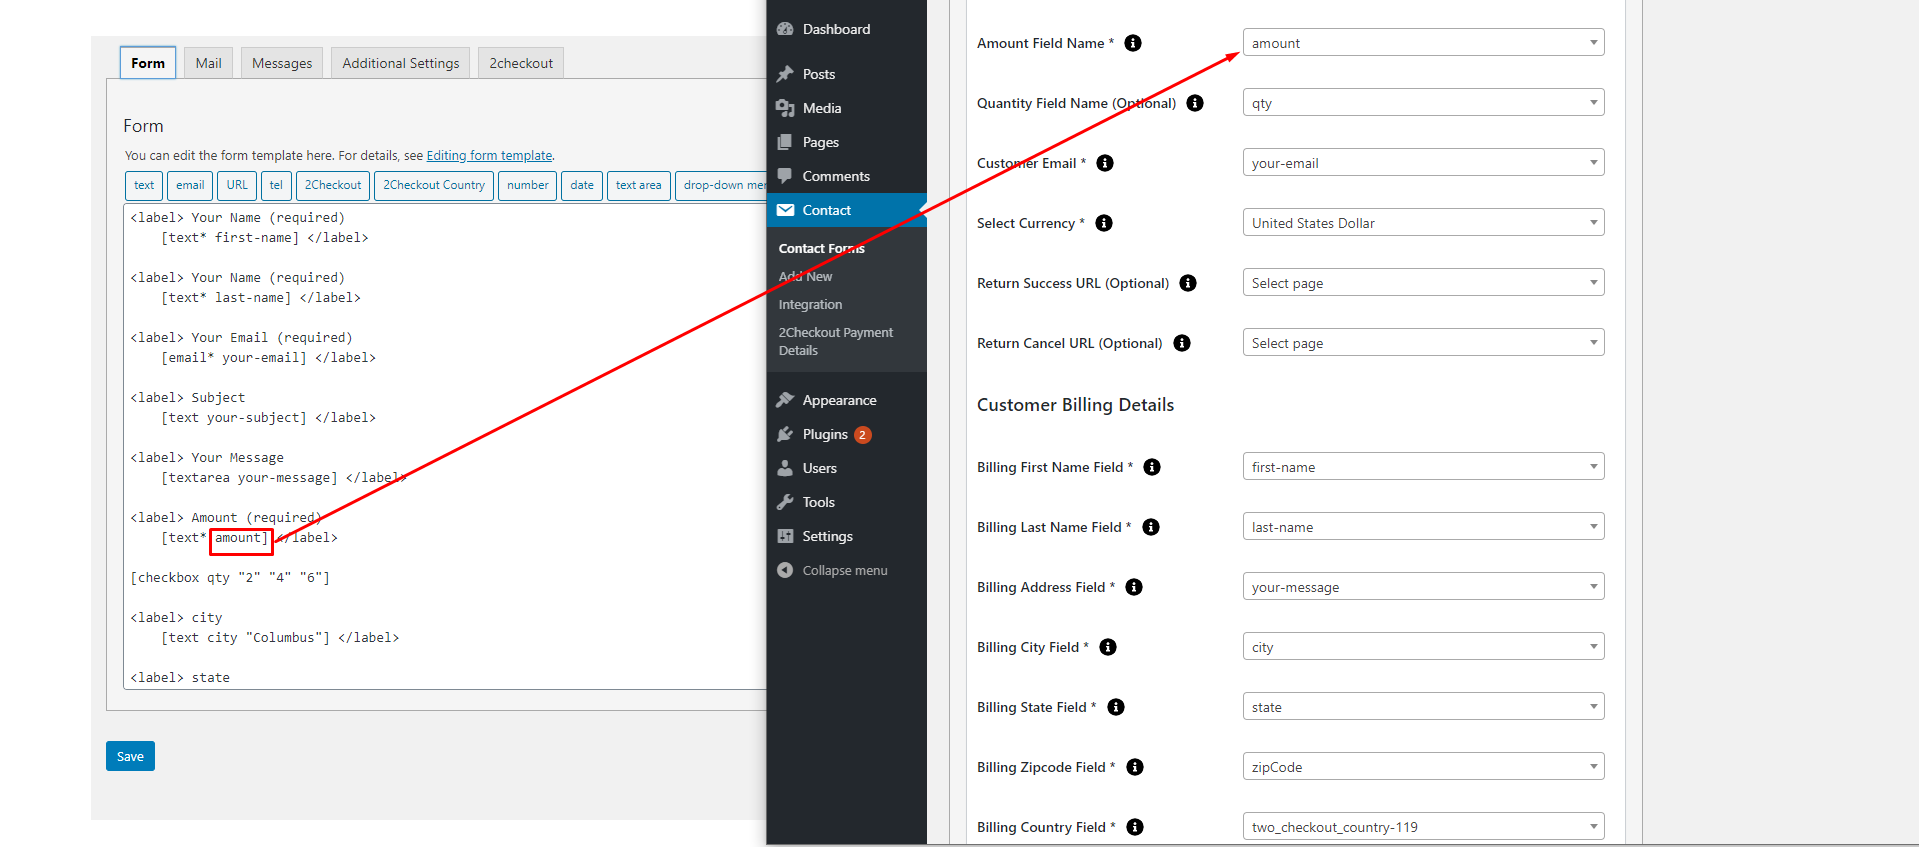 Form
Mail
Messages
Additional Settings
2checkout
Form
You can edit the form template here. For details, see Editing form template.
text
email
URL
tel
2Checkout
2Checkout Country
number
date
text area
drop-down
<label> Your Name (required)
[text* first-name] </label>
<label> Your Name (required)
[text* last-name] </label>
<label> Your Email (required)
[email* your-email] </label>
<label> Subject
[text your-subject] </label>
<label> Your Message
[textarea your-message] </label>
<label> Amount (required)
[text* amount] </label>
[checkbox qty "2" "4" "6"]
<label> city
[text city "Columbus"] </label>
<label> state
Save
Dashboard
Posts
Media
Pages
Comments
Contact
Contact Forms
Add New
Integration
2Checkout Payment
Details
Appearance
Plugins 2
Users
Tools
Settings
Collapse menu
Amount Field Name *
amount
Quantity Field Name (Optional)
qty
Customer Email *
your-email
Select Currency *
United States Dollar
Return Success URL (Optional)
Select page
Return Cancel URL (Optional)
Select page
Customer Billing Details
Billing First Name Field *
first-name
Billing Last Name Field *
last-name
Billing Address Field *
your-message
Billing City Field *
city
Billing State Field *
state
Billing Zipcode Field *
zipCode
Billing Country Field *
two_checkout_country-119